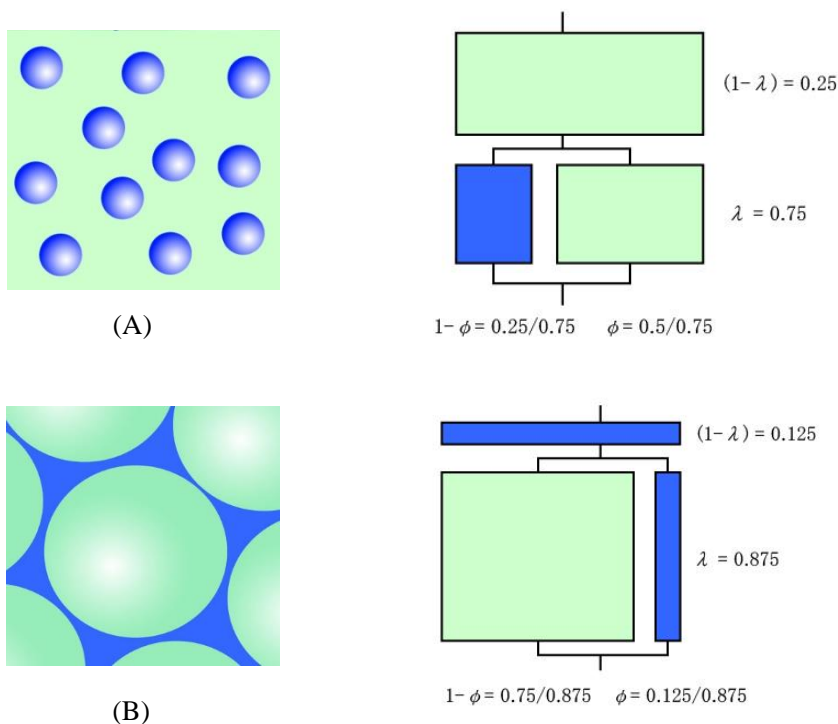 (1-λ) = 0.25
λ = 0.75
1-ϕ = 0.25/0.75 ϕ = 0.5/0.75
(A)
(1-λ) = 0.125
λ = 0.875
1-ϕ = 0.75/0.875 ϕ = 0.125/0.875
(B)